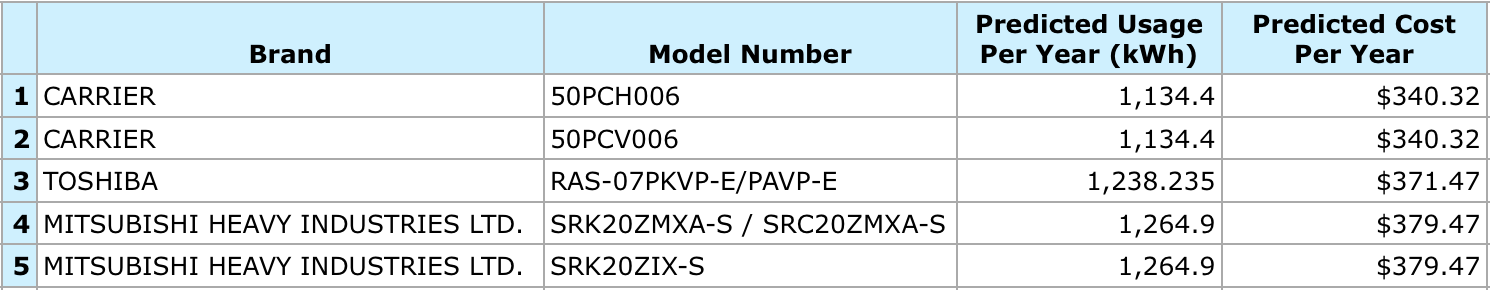 Brand Model Number Predicted Usage Per Year (kWh) Predicted Cost Per Year
1 CARRIER 50PCH006 1,134.4 $340.32
2 CARRIER 50PCV006 1,134.4 $340.32
3 TOSHIBA RAS-07PKVP-E/PAVP-E 1,238.235 $371.47
4 MITSUBISHI HEAVY INDUSTRIES LTD. SRK20ZMXA-S / SRC20ZMXA-S 1,264.9 $379.47
5 MITSUBISHI HEAVY INDUSTRIES LTD. SRK20ZIX-S 1,264.9 $379.47